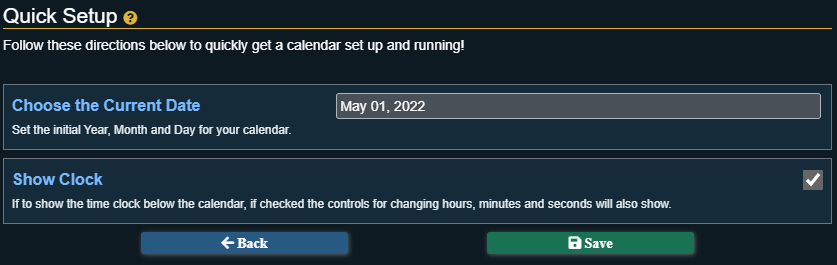 Quick Setup ?
Follow these directions below to quickly get a calendar set up and running!
Choose the Current Date
May 01, 2022
Set the initial Year, Month and Day for your calendar.
Show Clock
If to show the time clock below the calendar, if checked the controls for changing hours, minutes and seconds will also show.
Back
Save